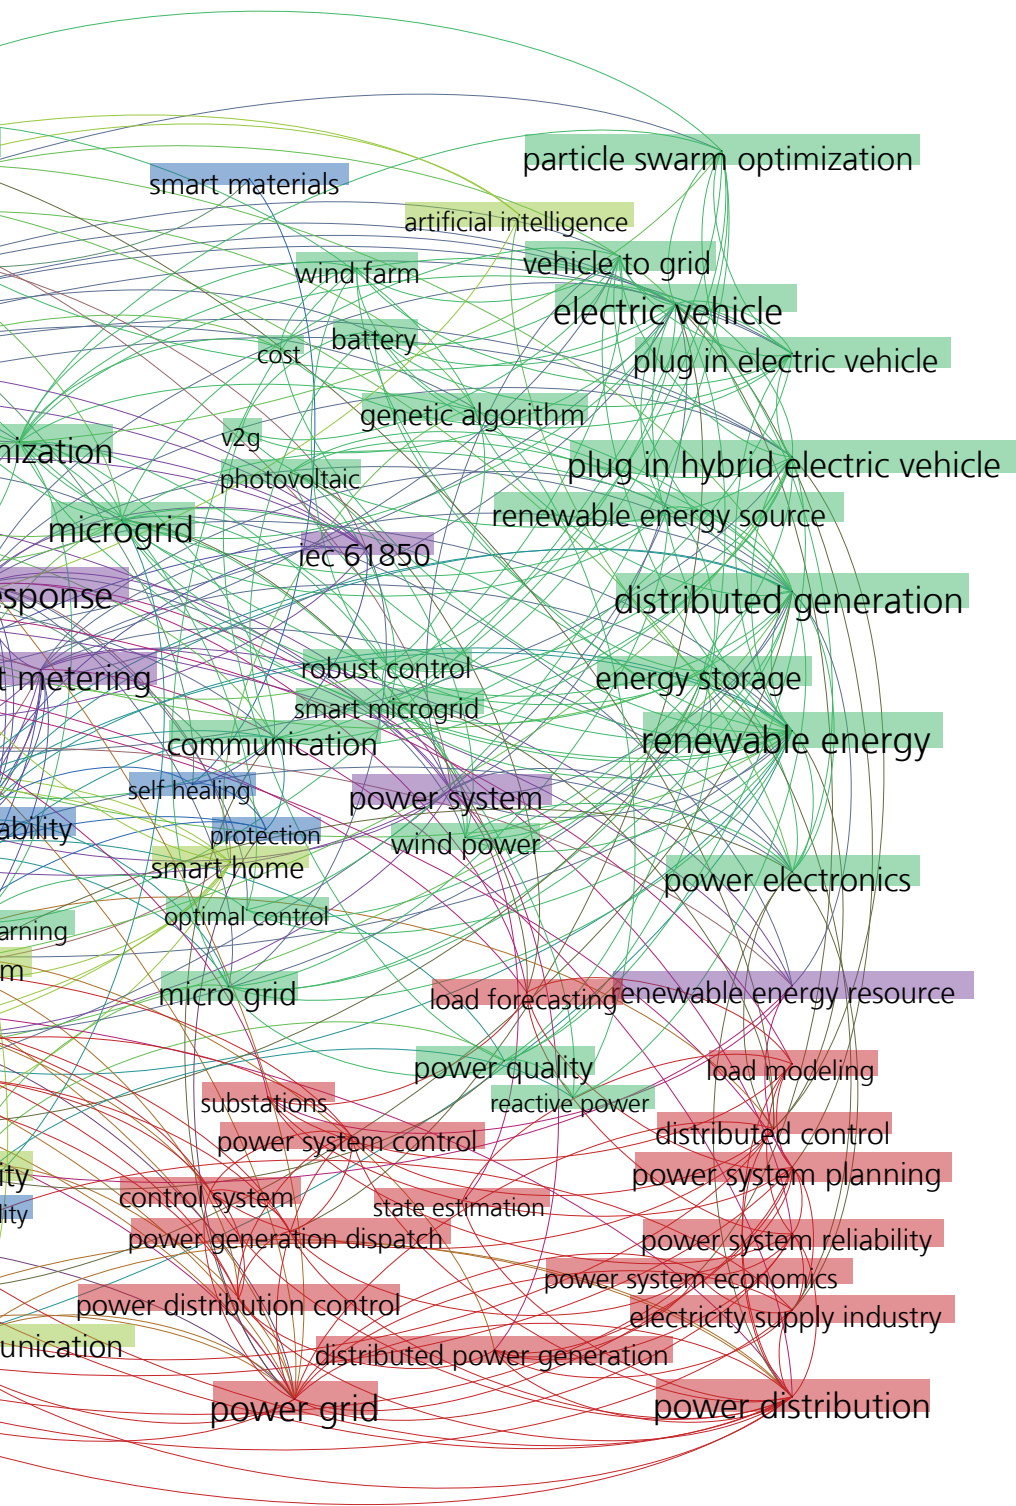 particle swarm optimization
smart materials
artificial intelligence
vehicle to grid
wind farm
electric vehicle
battery
cost
plug in electric vehicle
genetic algorithm
v2g
mization
plug in hybrid electric vehicle
photovoltaic
renewable energy source
microgrid
iec 61850
esponse
distributed generation
robust control
t metering
energy storage
smart microgrid
communication
renewable energy
self healing
power system
ability
protection
wind power
smart home
power electronics
optimal control
arning
m
micro grid
load forecasting
renewable energy resource
power quality
load modeling
substations
reactive power
power system control
distributed control
ity
power system planning
control system
state estimation
lity
power generation dispatch
power system reliability
power system economics
power distribution control
electricity supply industry
unication
distributed power generation
power grid
power distribution